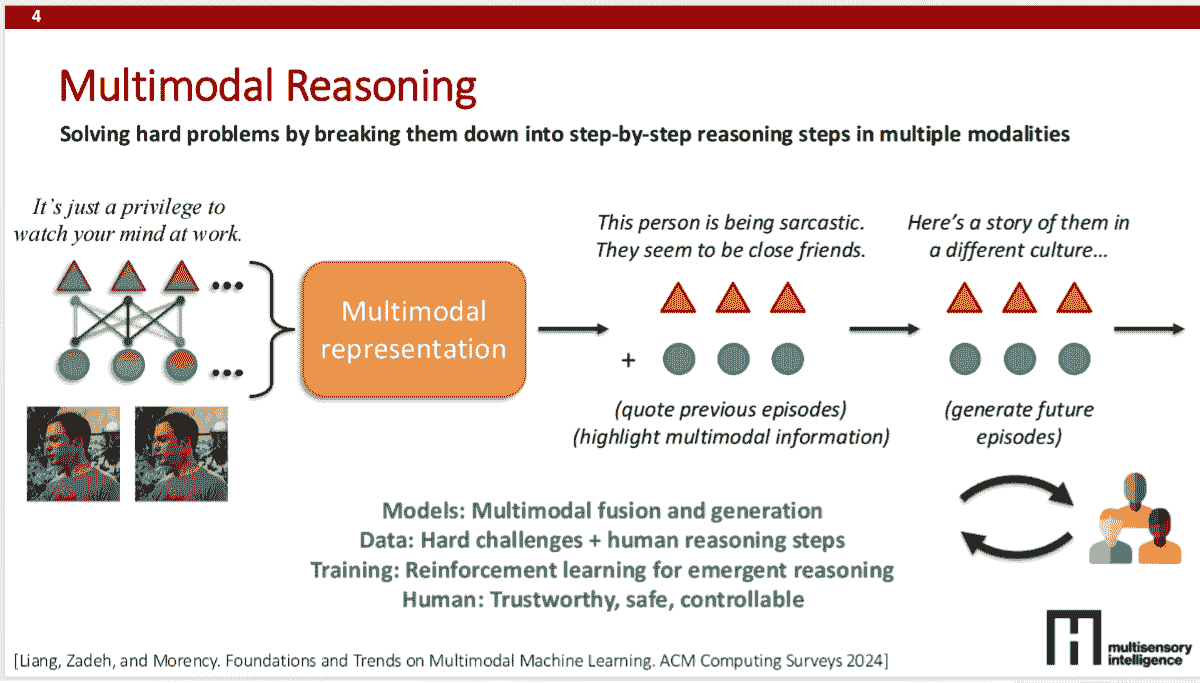 4
Multimodal Reasoning
Solving hard problems by breaking them down into step-by-step reasoning steps in multiple modalities
It's just a privilege to
watch your mind at work.
Multimodal
representation
This person is being sarcastic.
They seem to be close friends.
+
(quote previous episodes)
(highlight multimodal information)
Here's a story of them in
a different culture…
(generate future
episodes)
Models: Multimodal fusion and generation
Data: Hard challenges + human reasoning steps
Training: Reinforcement learning for emergent reasoning
Human: Trustworthy, safe, controllable
[Liang, Zadeh, and Morency. Foundations and Trends on Multimodal Machine Learning. ACM Computing Surveys 2024]
multisensory
intelligence